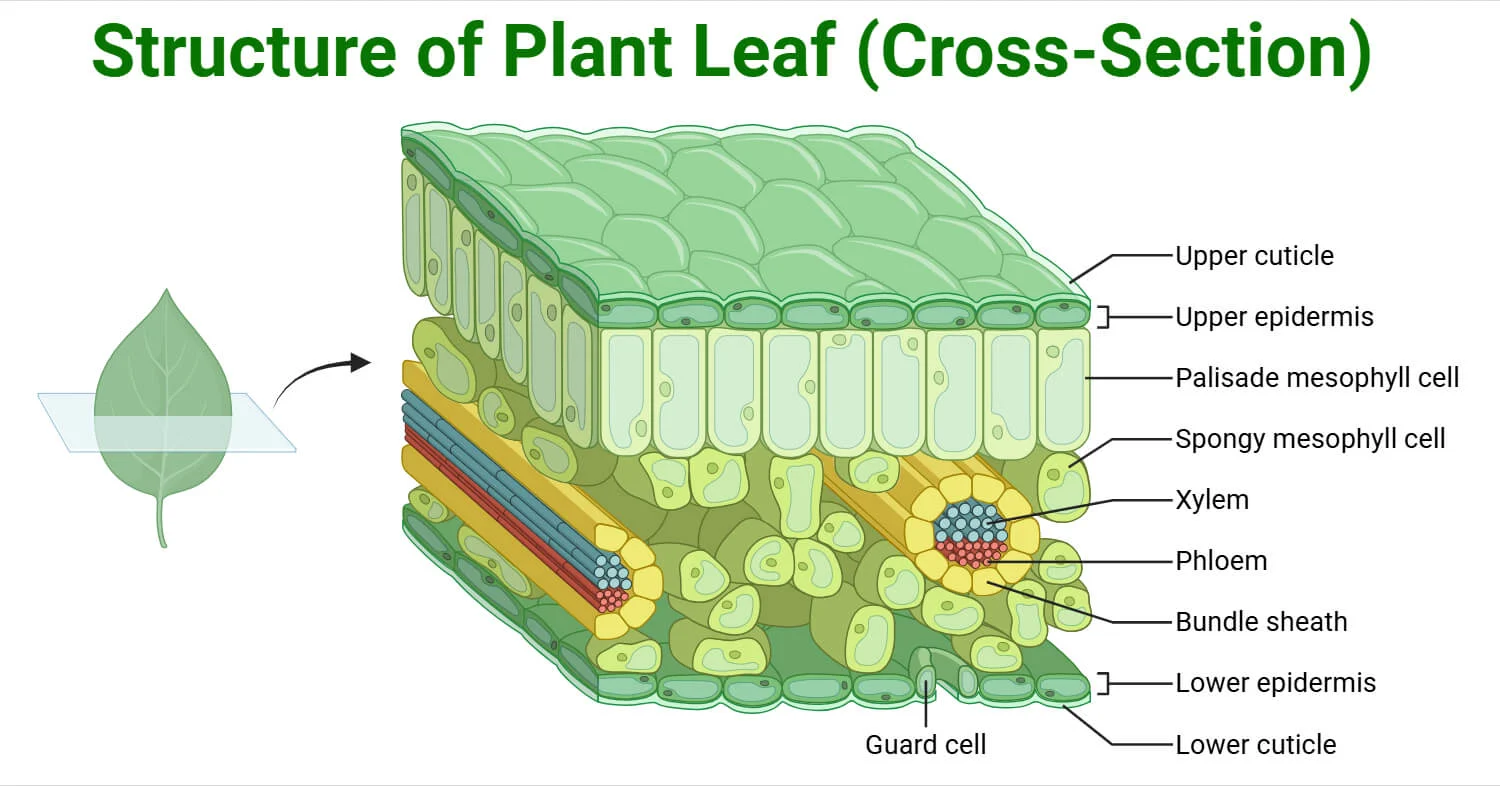 Structure of Plant Leaf (Cross-Section)
Upper cuticle
Upper epidermis
Palisade mesophyll cell
Spongy mesophyll cell
Xylem
Phloem
Bundle sheath
Lower epidermis
Guard cell
Lower cuticle